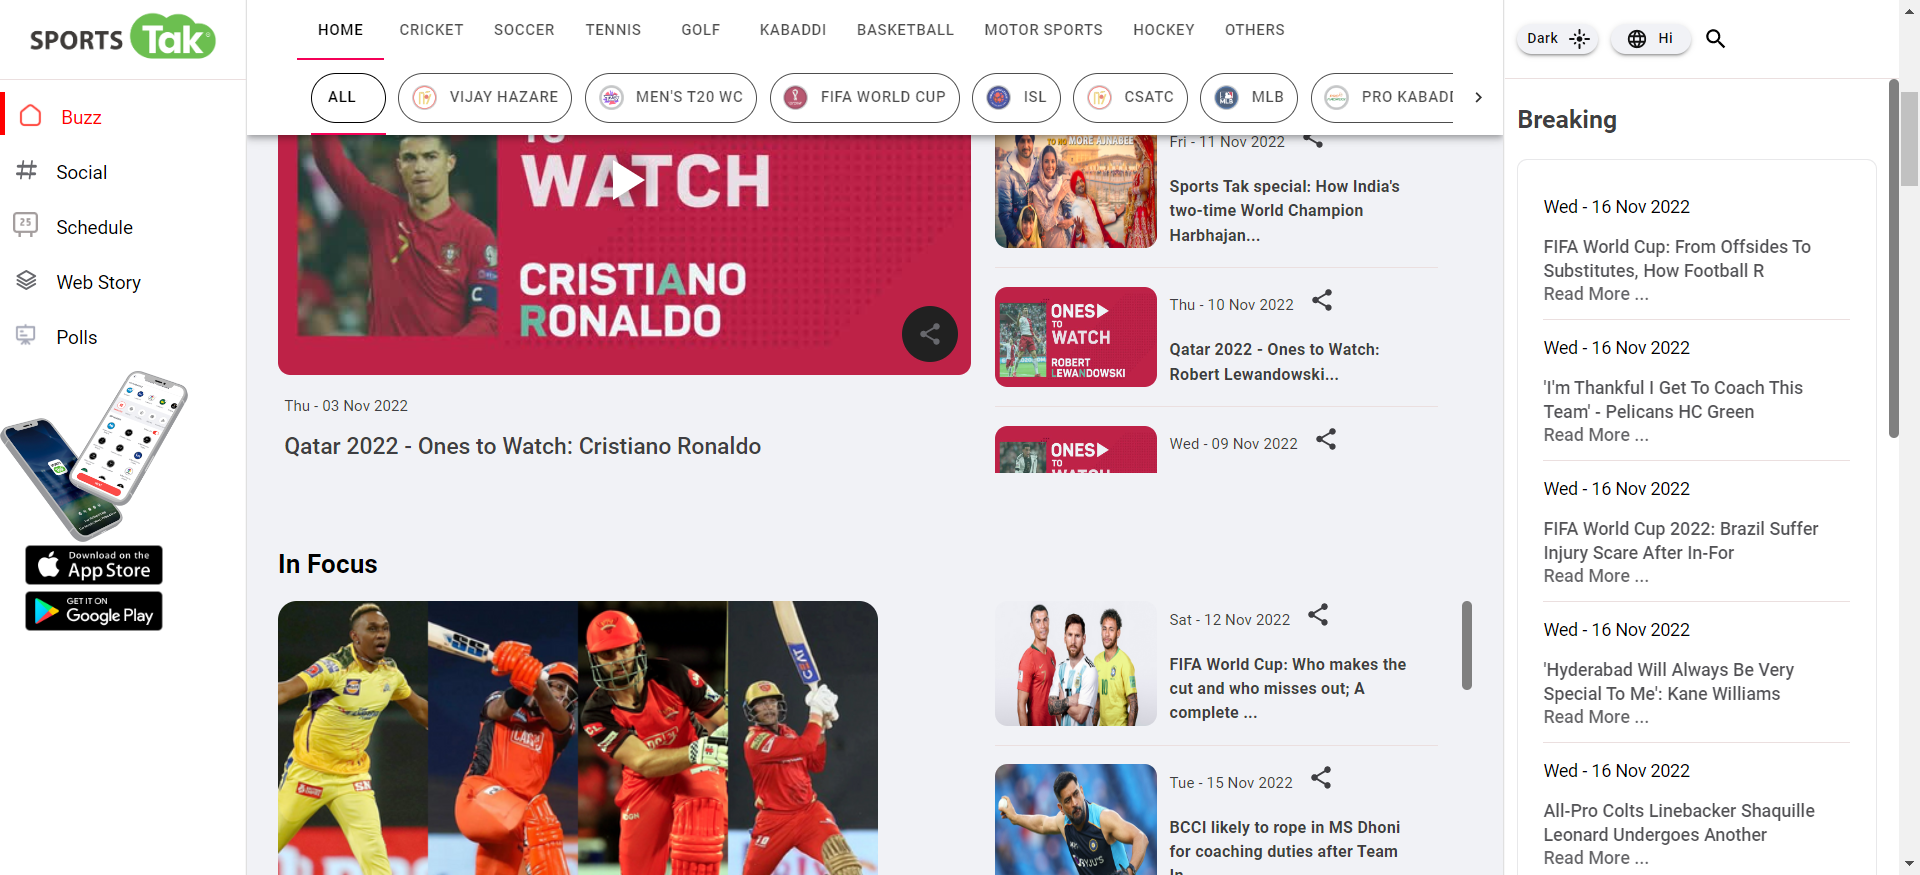 SPORTS Tak
Buzz
Social
25
Schedule
Web Story
Polls
Download on the
App Store
GET IT ON
Google Play
HOME
CRICKET
SOCCER
TENNIS
GOLF
KABADDI
BASKETBALL
MOTOR SPORTS
HOCKEY
OTHERS
ALL
VIJAY HAZARE
MEN'S T20 WC
FIFA WORLD CUP
ISL
CSATC
MLB
PRO KABADD
WATCH
CRISTIANO
RONALDO
C
Thu - 03 Nov 2022
Qatar 2022 - Ones to Watch: Cristiano Ronaldo
TO NO MORE AJNABEE
Fri - 11 Nov 2022
Sports Tak special: How India's
two-time World Champion
Harbhajan...
ONES
TO
WATCH
ROBERT
LEWANDOWSKI
Thu - 10 Nov 2022
Qatar 2022 - Ones to Watch:
Robert Lewandowski...
ONES
TO
WATCH
Wed - 09 Nov 2022
In Focus
SNJ
CEAT
10
Sat - 12 Nov 2022
FIFA World Cup: Who makes the
cut and who misses out; A
complete ...
Tue - 15 Nov 2022
BCCI likely to rope in MS Dhoni
for coaching duties after Team
In
Dark
Hi
Breaking
Wed - 16 Nov 2022
FIFA World Cup: From Offsides To
Substitutes, How Football R
Read More ...
Wed - 16 Nov 2022
'I'm Thankful I Get To Coach This
Team' - Pelicans HC Green
Read More ...
Wed - 16 Nov 2022
FIFA World Cup 2022: Brazil Suffer
Injury Scare After In-For
Read More ...
Wed - 16 Nov 2022
'Hyderabad Will Always Be Very
Special To Me': Kane Williams
Read More ...
Wed - 16 Nov 2022
All-Pro Colts Linebacker Shaquille
Leonard Undergoes Another
Read More ...